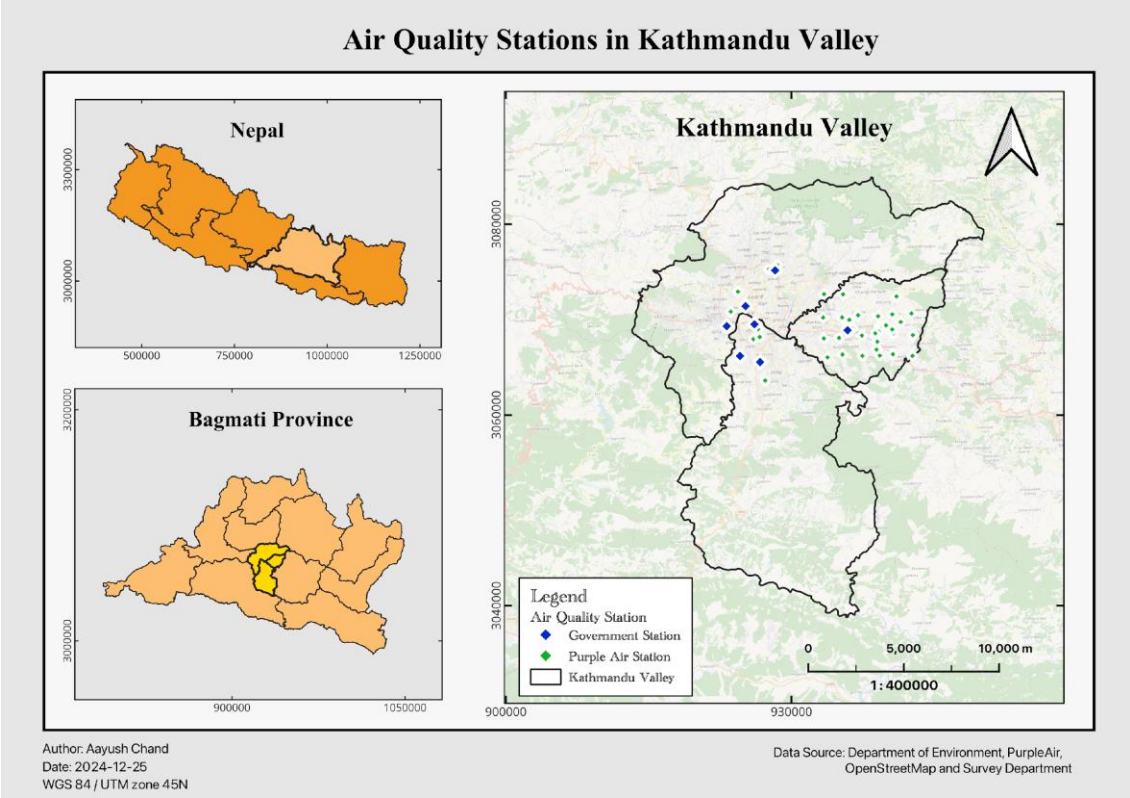 Air Quality Stations in Kathmandu Valley
Nepal
3300000
3000000
500000
750000
1000000
1250000
Bagmati Province
3200000
3000000
900000
1050000
Kathmandu Valley
3080000
3060000
3040000
900000
930000
Legend
Air Quality Station
Government Station
Purple Air Station
Kathmandu Valley
0 5,000 10,000 m
1:400000
Author: Aayush Chand
Date: 2024-12-25
WGS 84 / UTM zone 45N
Data Source: Department of Environment, PurpleAir,
OpenStreetMap and Survey Department